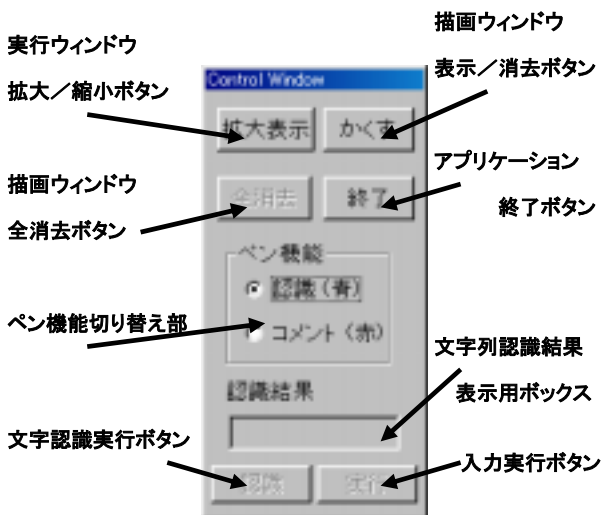 実行ウィンドウ
拡大／縮小ボタン
描画ウィンドウ
表示／消去ボタン
Control Window
拡大表示
かくす
アプリケーション
終了ボタン
描画ウィンドウ
全消去ボタン
全消去
終了
ペン機能
認識（青）
コメント（赤）
ペン機能切り替え部
文字列認識結果
表示用ボックス
認識結果
文字認識実行ボタン
入力実行ボタン
認識
実行